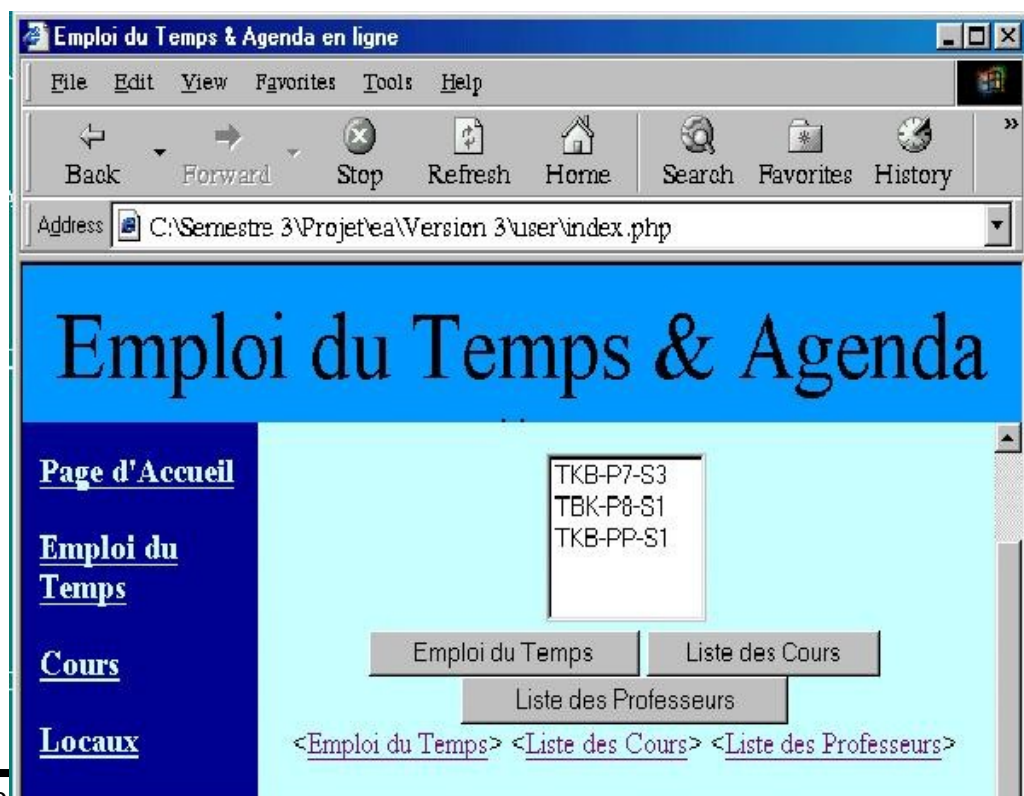 Emploi du Temps & Agenda en ligne
File Edit View Favorites Tools Help
Back Forward Stop Refresh Home Search Favorites History »
Address C:\Semestre 3\Projet\ea\Version 3\user\index.php
Emploi du Temps & Agenda
Page d'Accueil
Emploi du
Temps
Cours
Locaux
TKB-P7-S3
TBK-P8-S1
TKB-PP-S1
Emploi du Temps Liste des Cours
Liste des Professeurs
<Emploi du Temps> <Liste des Cours> <Liste des Professeurs>